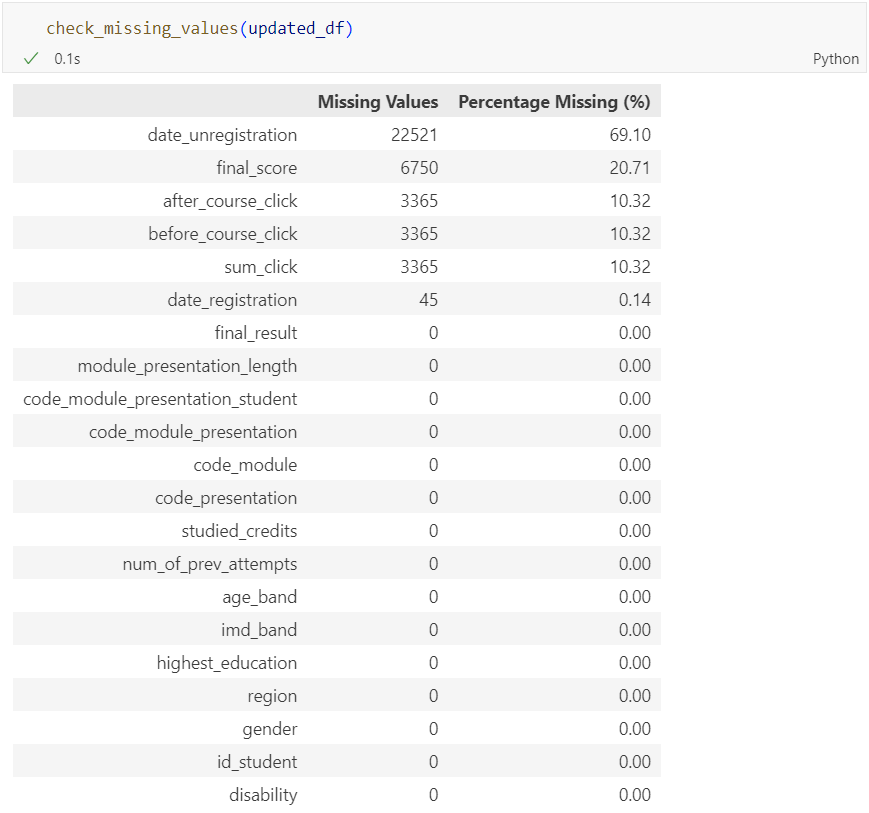 check_missing_values(updated_df)
0.1s Python
Missing Values Percentage Missing (%)
date_unregistration 22521 69.10
final_score 6750 20.71
after_course_click 3365 10.32
before_course_click 3365 10.32
sum_click 3365 10.32
date_registration 45 0.14
final_result 0 0.00
module_presentation_length 0 0.00
code_module_presentation_student 0 0.00
code_module_presentation 0 0.00
code_module 0 0.00
code_presentation 0 0.00
studied_credits 0 0.00
num_of_prev_attempts 0 0.00
age_band 0 0.00
imd_band 0 0.00
highest_education 0 0.00
region 0 0.00
gender 0 0.00
id_student 0 0.00
disability 0 0.00